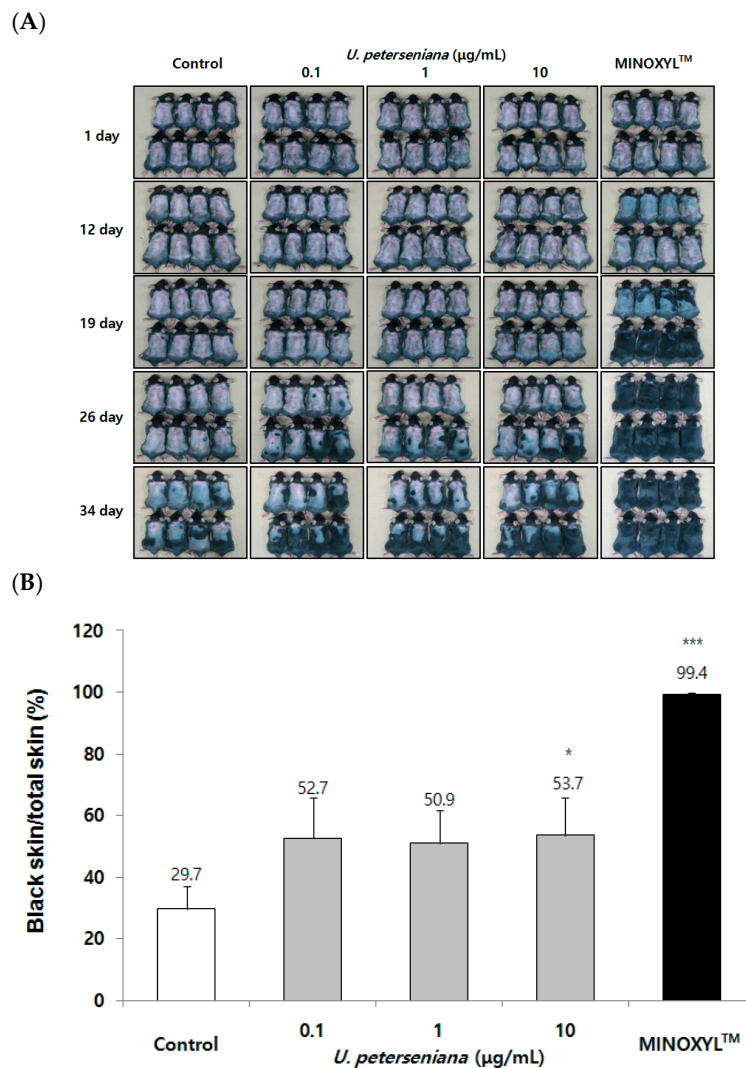 (A)
U. peterseniana (μg/mL)
Control 0.1 1 10 MINOXYL™
1 day
12 day
19 day
26 day
34 day
(B)
Black skin/total skin (%)
120
100
80
60
40
20
0
29.7
52.7
50.9
*
53.7
***
99.4
Control 0.1 1 10 MINOXYL™
U. peterseniana (μg/mL)